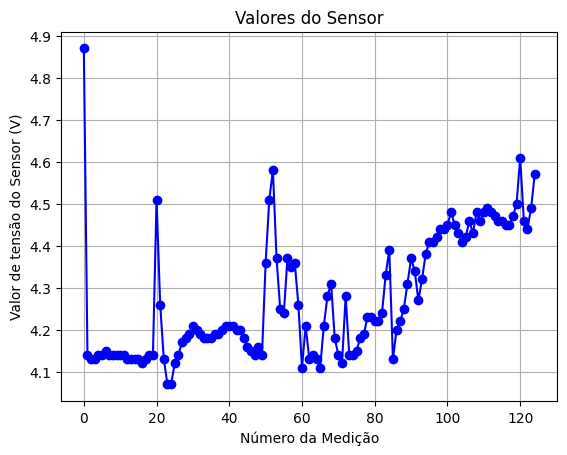 Valores do Sensor
4.9
4.8
4.7
4.6
4.5
4.4
4.3
4.2
4.1
Valor de tensão do Sensor (V)
0 20 40 60 80 100 120
Número da Medição